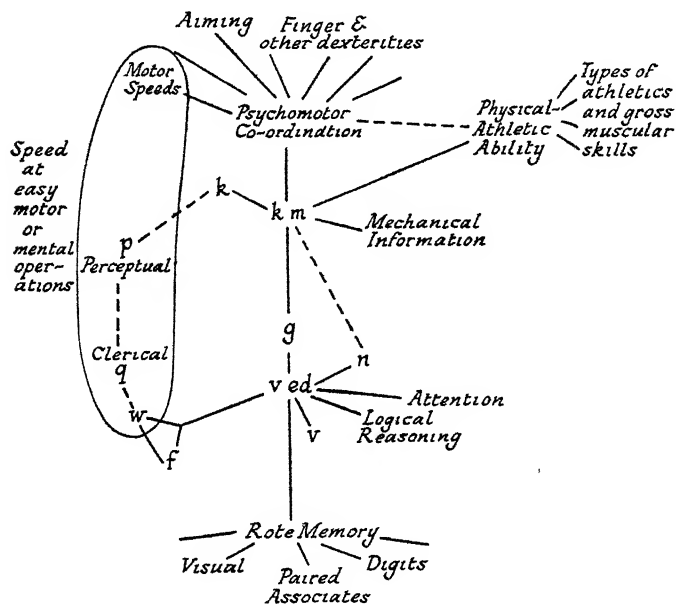 Aiming
Finger &
other dexterities
Motor
Speeds
Psychomotor
Co-ordination
Physical-
Athletic
Ability
Types of
athletics
and gross
muscular
skills
Speed
at
easy
motor
or
mental
oper-
ations
k
k m
Mechanical
Information
p
Perceptual
g
n
Clerical
q
v ed
Attention
Logical
Reasoning
w
v
f
Rote Memory
Visual
Paired
Associates
Digits